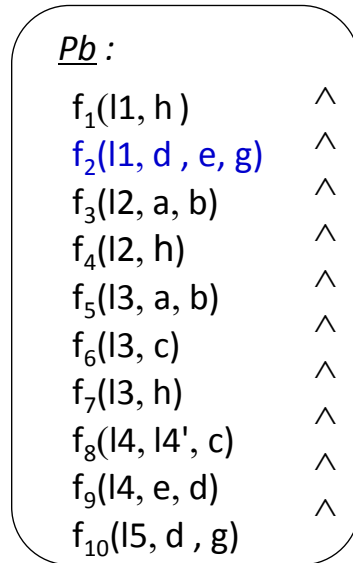 Pb :
f₁(l1, h ) ∧
f₂(l1, d , e, g) ∧
f₃(l2, a, b) ∧
f₄(l2, h) ∧
f₅(l3, a, b) ∧
f₆(l3, c) ∧
f₇(l3, h) ∧
f₈(l4, l4', c) ∧
f₉(l4, e, d) ∧
f₁₀(l5, d , g)